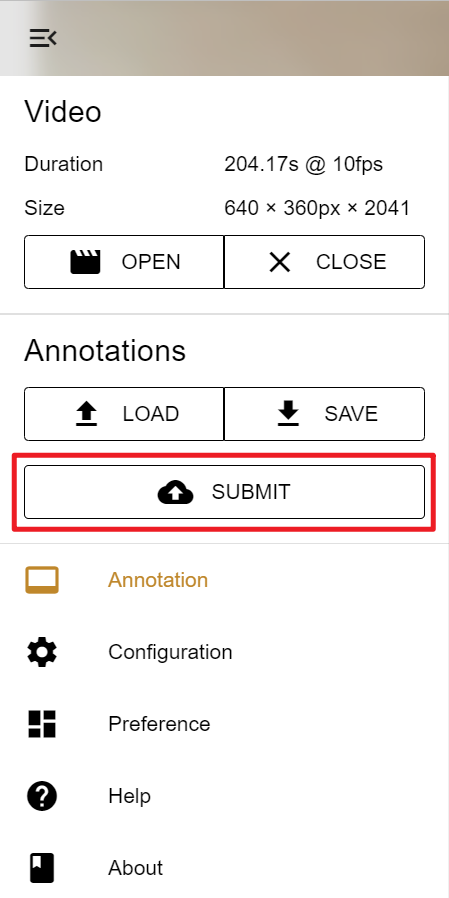 Video
Duration 204.17s @ 10fps
Size 640 × 360px × 2041
OPEN CLOSE
Annotations
LOAD SAVE
SUBMIT
Annotation
Configuration
Preference
Help
About